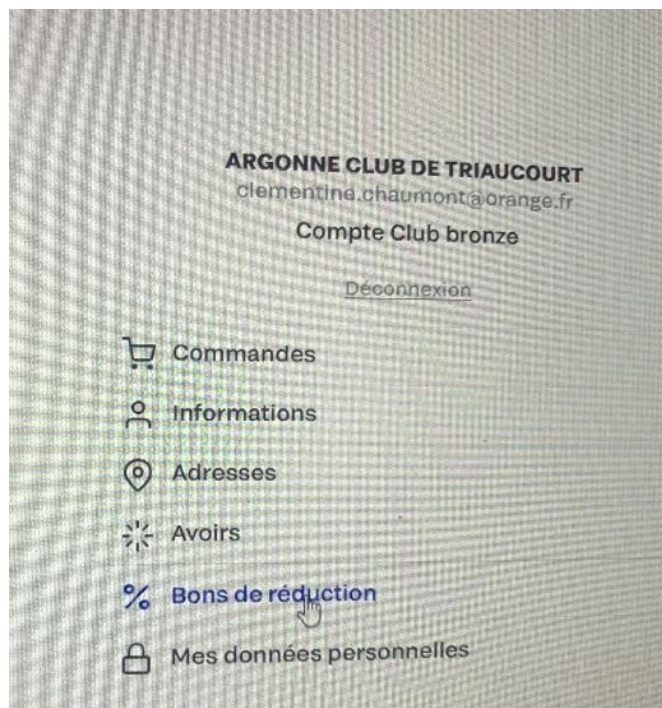 ARGONNE CLUB DE TRIAUCOURT
clementine.chaumont@orange.fr
Compte Club bronze
Déconnexion
Commandes
Informations
Adresses
Avoirs
Bons de réduction
Mes données personnelles